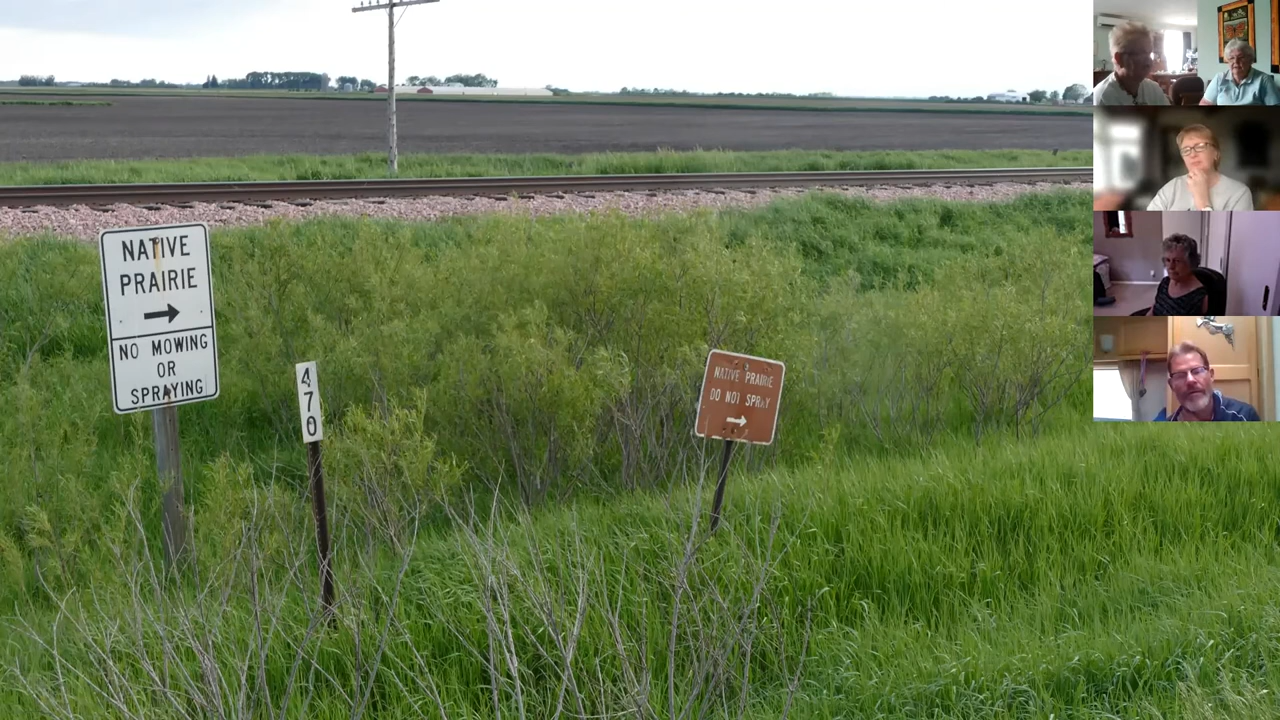 NATIVE
PRAIRIE
NO MOWING
OR
SPRAYING
470
NATIVE PRAIRIE
DO NOT SPRAY